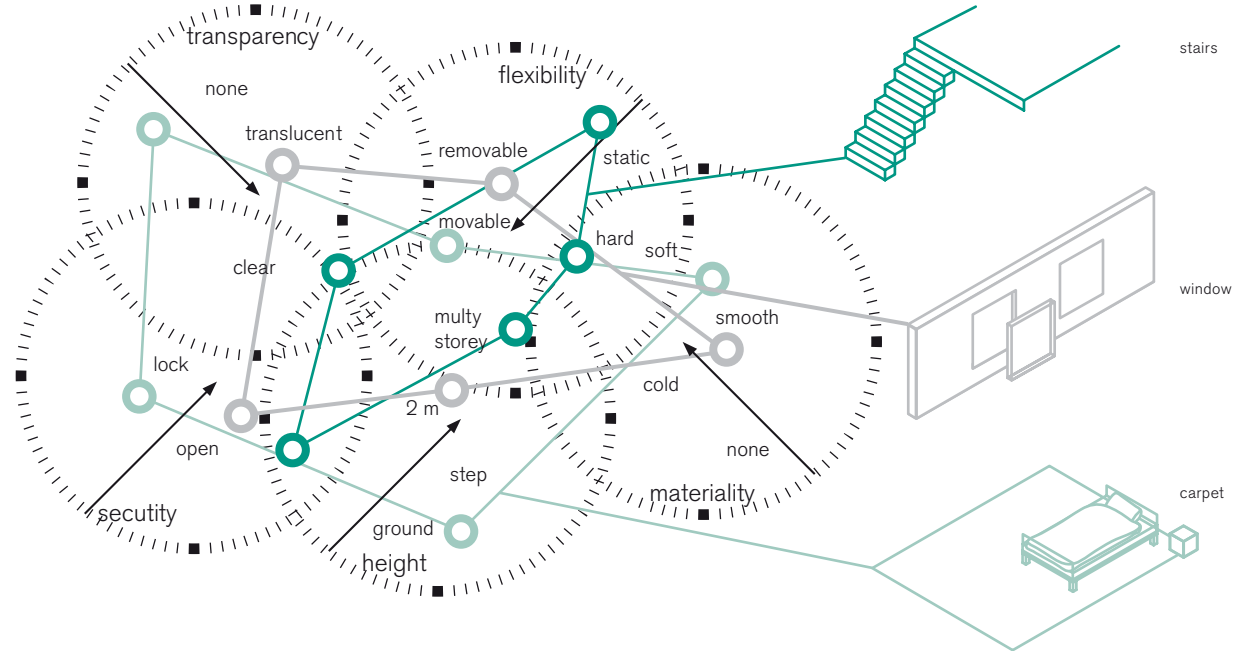 transparency
none
translucent
clear
flexibility
removable
static
movable
hard
soft
smooth
cold
none
materiality
multy
storey
2 m
step
ground
height
lock
open
secutity
stairs
window
carpet